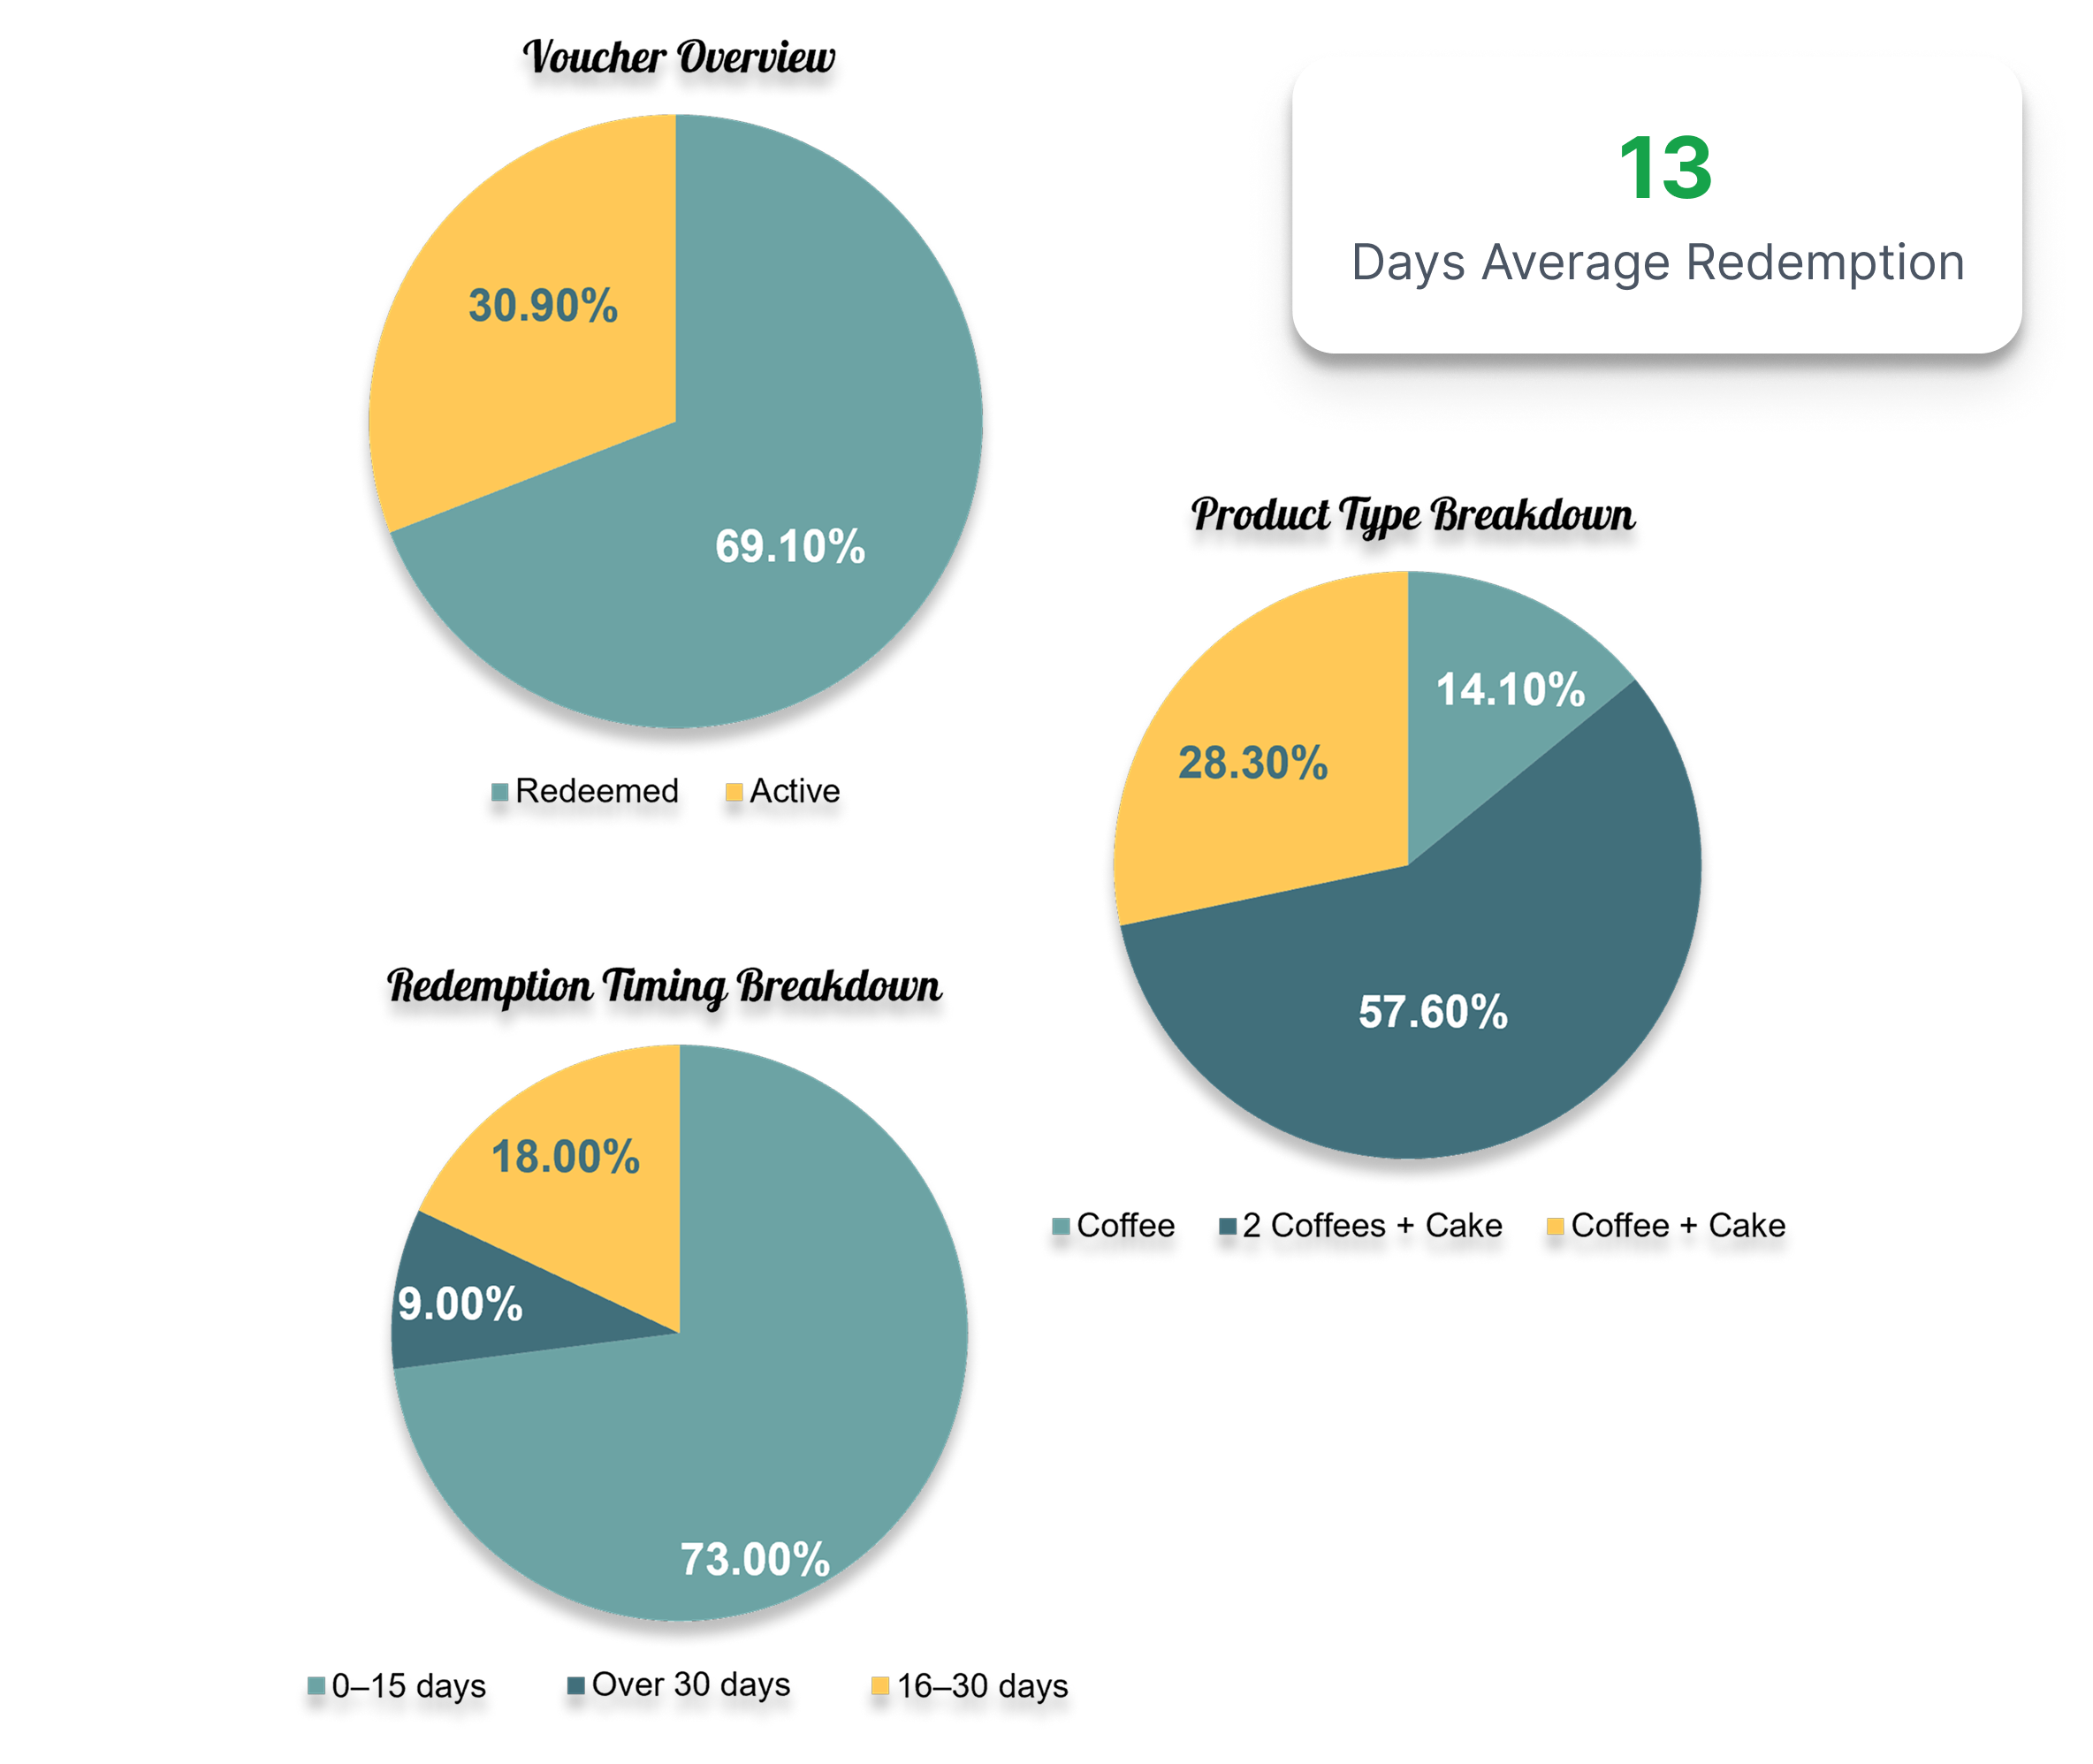 Voucher Overview
30.90%
69.10%
Redeemed
Active
13
Days Average Redemption
Product Type Breakdown
14.10%
28.30%
57.60%
Coffee
2 Coffees + Cake
Coffee + Cake
Redemption Timing Breakdown
18.00%
9.00%
73.00%
0–15 days
Over 30 days
16–30 days